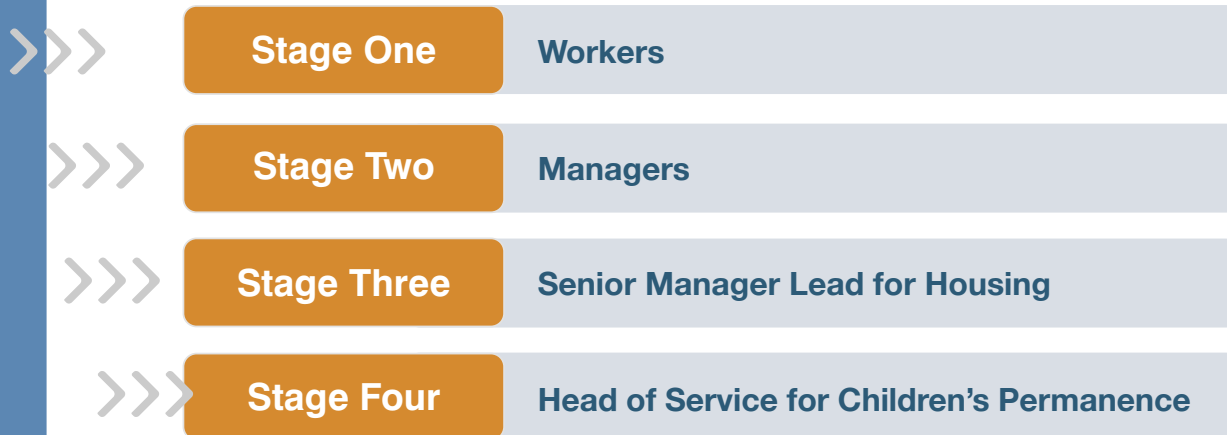 Stage One Workers
Stage Two Managers
Stage Three Senior Manager Lead for Housing
Stage Four Head of Service for Children’s Permanence